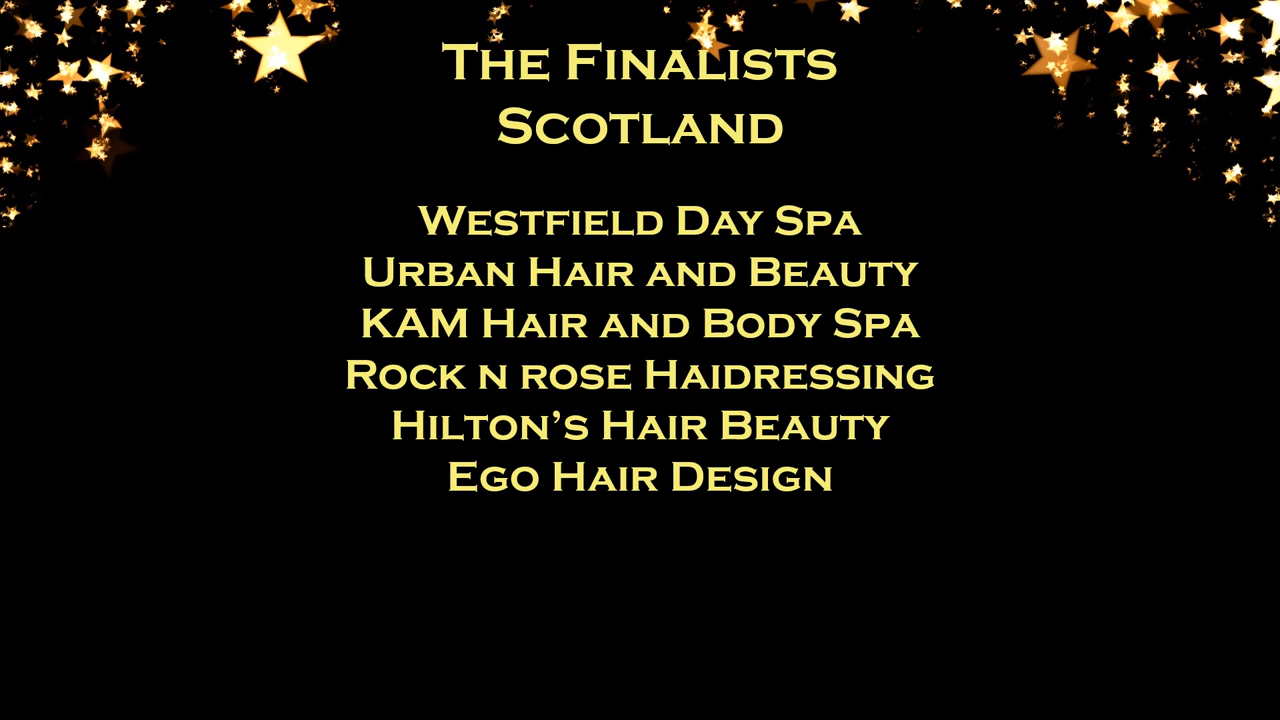 The Finalists
Scotland
Westfield Day Spa
Urban Hair and Beauty
KAM Hair and Body Spa
Rock n rose Haidressing
Hilton’s Hair Beauty
Ego Hair Design